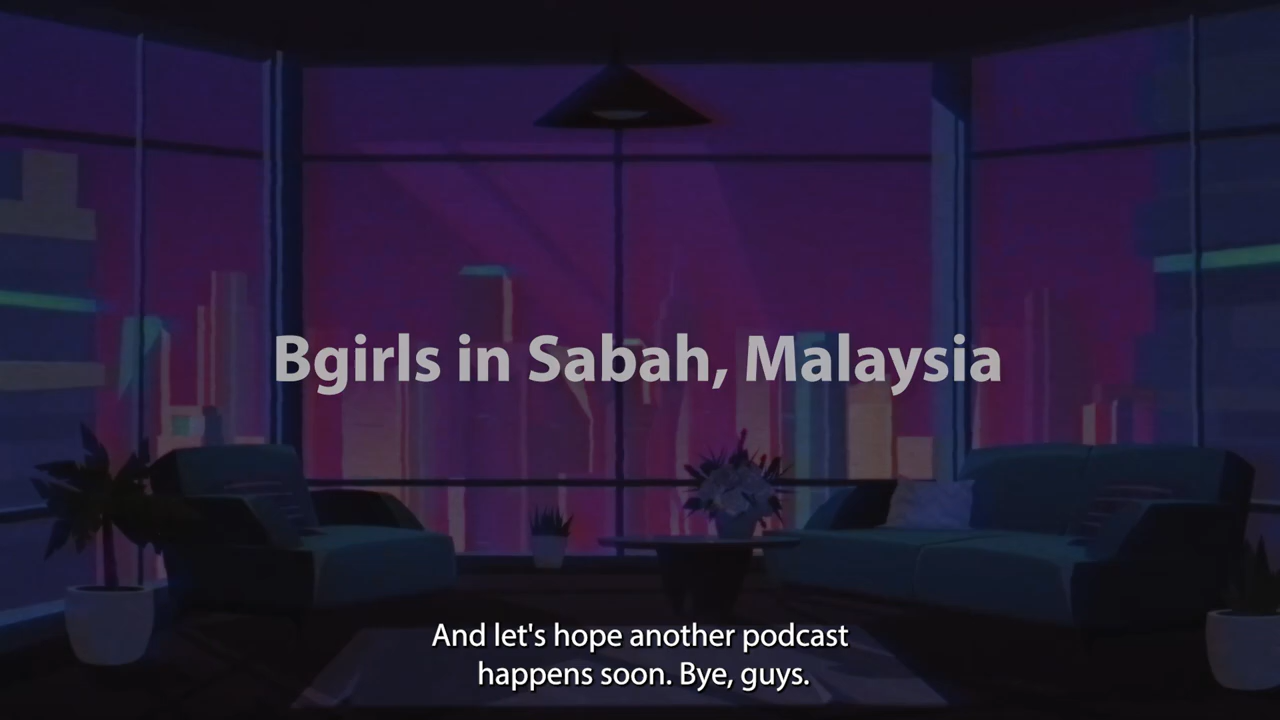 Bgirls in Sabah, Malaysia
And let's hope another podcast
happens soon. Bye, guys.